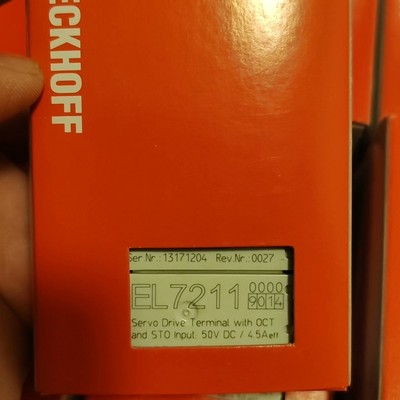 ECKHOFF
Ser Nr.: 13171204 Rev.Nr.: 0027
EL7211 0000
9014
Servo Drive Terminal with OCT
and STO input, 50V DC / 4.5Aeff